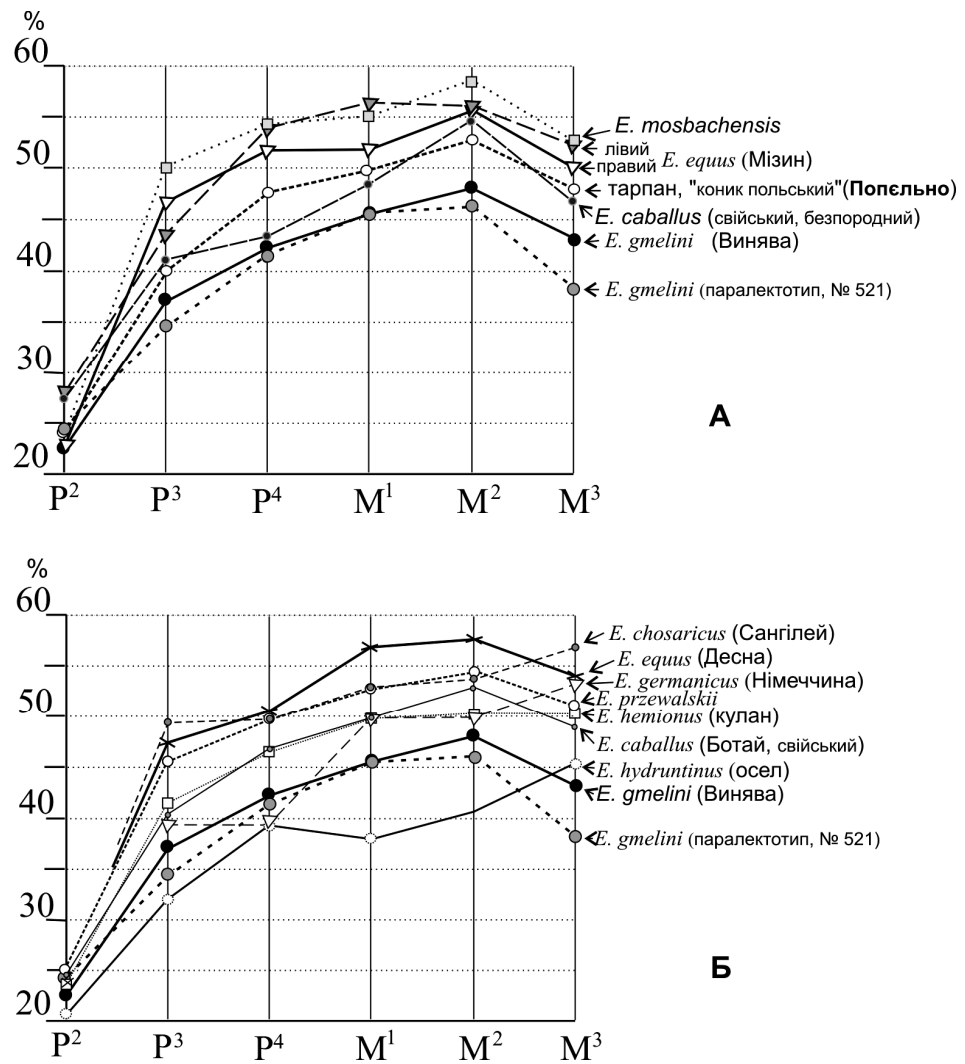 %
60
50
40
30
20
P² P³ P⁴ M¹ M² M³
E. mosbachensis
лівий
правий E. equus (Мізин)
тарпан, "коник польський"(Попєльно)
E. caballus (свійський, безпородний)
E. gmelini (Винява)
E. gmelini (паралектотип, № 521)
А
%
60
50
40
30
20
P² P³ P⁴ M¹ M² M³
E. chosaricus (Сангілей)
E. equus (Десна)
E. germanicus (Німеччина)
E. przewalskii
E. hemionus (кулан)
E. caballus (Ботай, свійський)
E. hydruntinus (осел)
E. gmelini (Винява)
E. gmelini (паралектотип, № 521)
Б